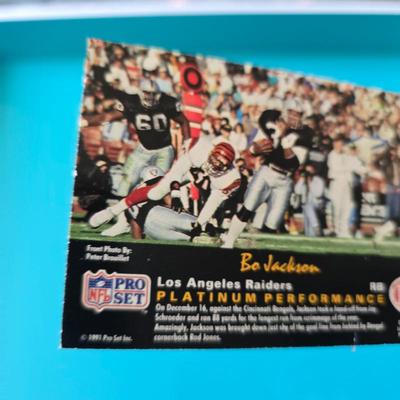 60
Front Photo By:
Peter Brouillet
Bo Jackson
NFL
PRO
SET
Los Angeles Raiders
RB
PLATINUM PERFORMANCE
On December 16, against the Cincinnati Bengals, Jackson took a hand-off from Jay
Schroeder and ran 88 yards for the longest run from scrimmage of the year.
Amazingly, Jackson was brought down just shy of the goal line from behind by Bengal
cornerback Rod Jones.
© 1991 Pro Set Inc.